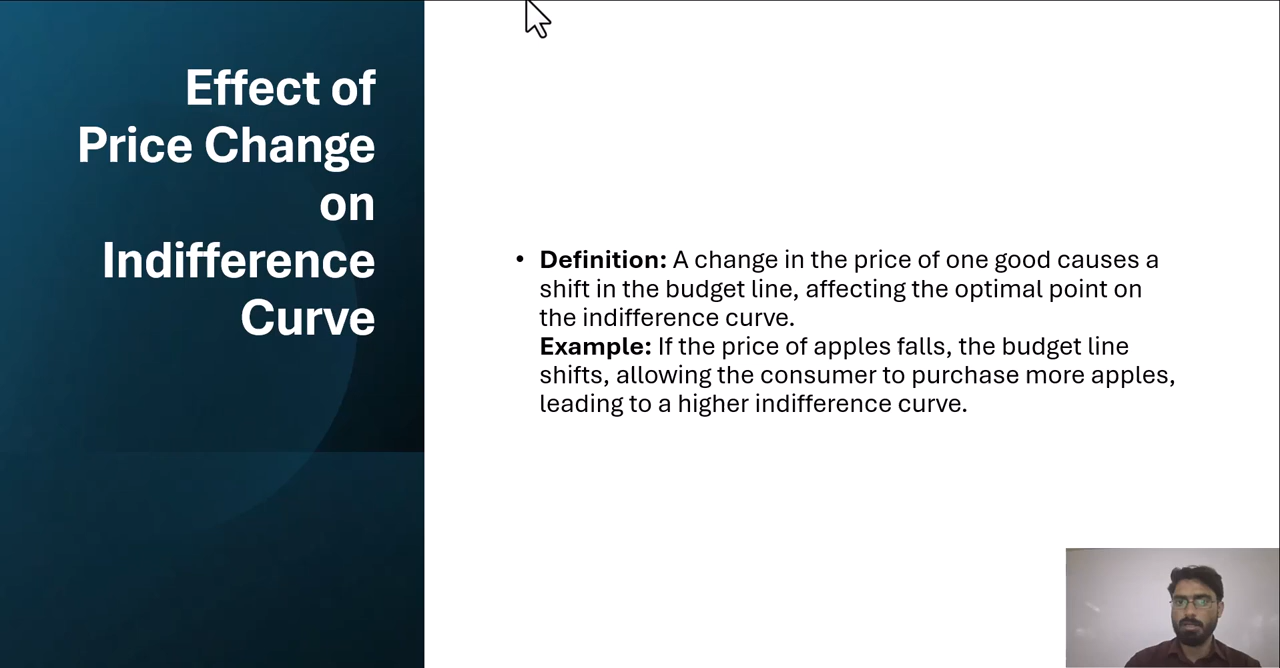 Effect of
Price Change
on
Indifference
Curve
• Definition: A change in the price of one good causes a
shift in the budget line, affecting the optimal point on
the indifference curve.
Example: If the price of apples falls, the budget line
shifts, allowing the consumer to purchase more apples,
leading to a higher indifference curve.